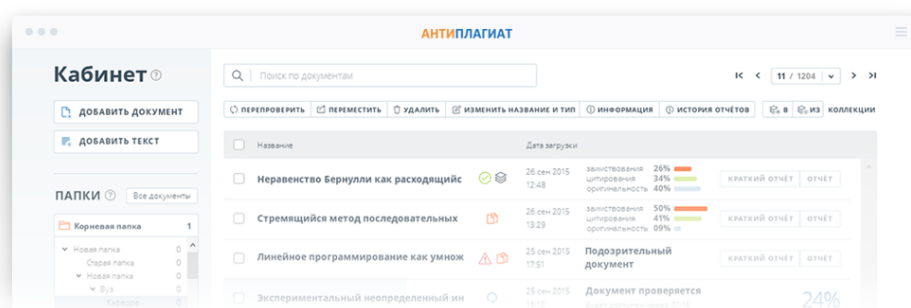 АНТИПЛАГИАТ
Кабинет ?
ДОБАВИТЬ ДОКУМЕНТ
ДОБАВИТЬ ТЕКСТ
ПАПКИ ? Все документы
Корневая папка 1
Новая папка 0
Старая папка 0
Новая папка 0
Вуз 0
Кафедра 0
Поиск по документам
11 / 1204
ПЕРЕПРОВЕРИТЬ ПЕРЕМЕСТИТЬ УДАЛИТЬ ИЗМЕНИТЬ НАЗВАНИЕ И ТИП ИНФОРМАЦИЯ ИСТОРИЯ ОТЧЁТОВ В ИЗ КОЛЛЕКЦИИ
Название Дата загрузки
Неравенство Бернулли как расходящийс
26 сен 2015
12:48
заимствования 26%
цитирования 34%
оригинальность 40%
КРАТКИЙ ОТЧЁТ ОТЧЁТ
Стремящийся метод последовательных
26 сен 2015
13:29
заимствования 50%
цитирования 41%
оригинальность 09%
КРАТКИЙ ОТЧЁТ ОТЧЁТ
Линейное программирование как умнож
25 сен 2015
17:51
Подозрительный
документ
КРАТКИЙ ОТЧЁТ ОТЧЁТ
Экспериментальный неопределенный ин
25 сен 2015
Документ проверяется
24%